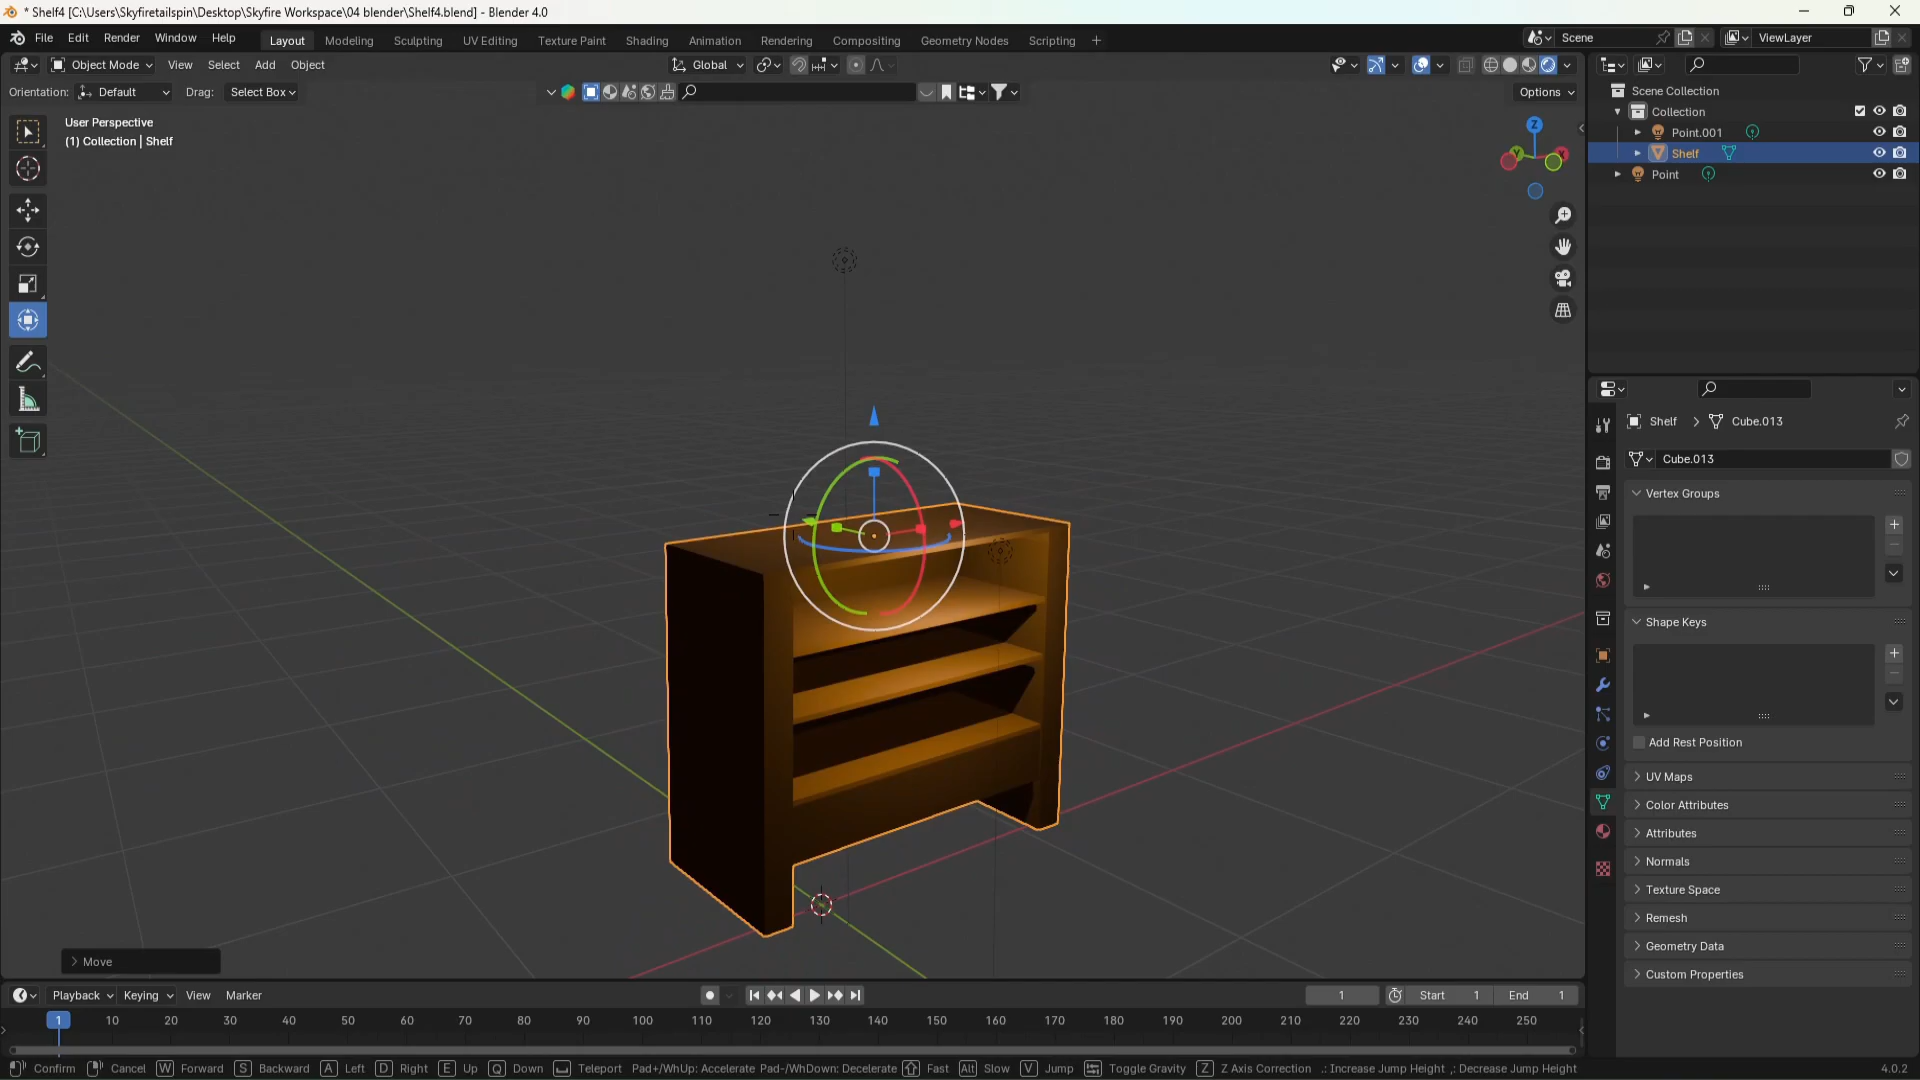 * Shelf4 [C:\Users\Skyfiretailspin\Desktop\Skyfire Workspace\04 blender\Shelf4.blend] - Blender 4.0
File Edit Render Window Help Layout Modeling Sculpting UV Editing Texture Paint Shading Animation Rendering Compositing Geometry Nodes Scripting + Scene ViewLayer
Object Mode View Select Add Object Global
Orientation: Default Drag: Select Box Options
User Perspective
(1) Collection | Shelf
Z
Y
X
Scene Collection
Collection
Point.001
Shelf
Point
Shelf > Cube.013
Cube.013
Vertex Groups
Shape Keys
Add Rest Position
UV Maps
Color Attributes
Attributes
Normals
Texture Space
Remesh
Geometry Data
Custom Properties
> Move
Playback Keying View Marker 1 Start 1 End 1
1 10 20 30 40 50 60 70 80 90 100 110 120 130 140 150 160 170 180 190 200 210 220 230 240 250
Confirm Cancel W Forward S Backward A Left D Right E Up Q Down Teleport Pad+/WhUp: Accelerate Pad-/WhDown: Decelerate Fast Alt Slow V Jump Toggle Gravity Z Z Axis Correction .: Increase Jump Height ,: Decrease Jump Height 4.0.2